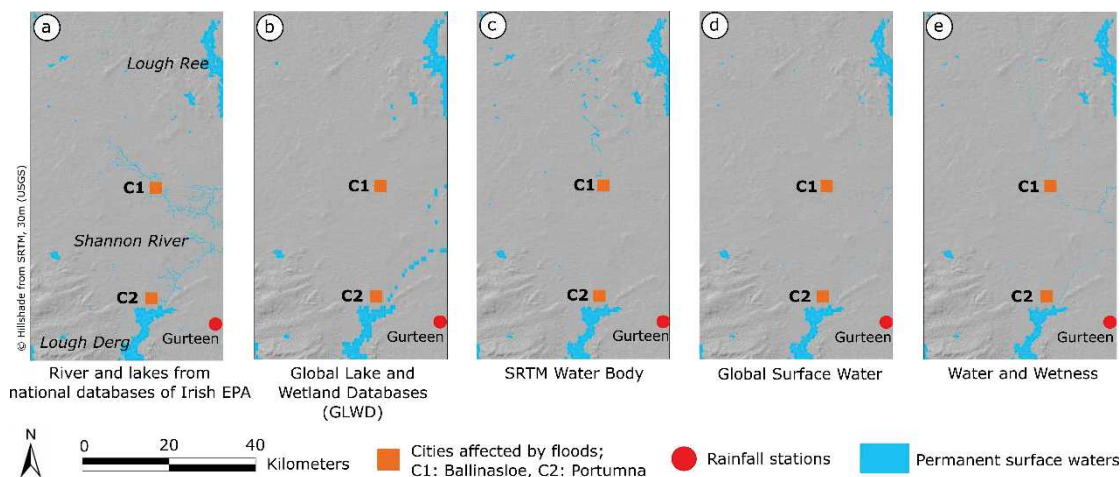 a
b
c
d
e
Lough Ree
C1
C1
C1
C1
C1
Shannon River
C2
C2
C2
C2
C2
Lough Derg
Gurteen
Gurteen
Gurteen
Gurteen
Gurteen
© Hillshade from SRTM, 30m (USGS)
River and lakes from
national databases of Irish EPA
Global Lake and
Wetland Databases
(GLWD)
SRTM Water Body
Global Surface Water
Water and Wetness
N
0 20 40
Kilometers
Cities affected by floods;
C1: Ballinasloe, C2: Portumna
Rainfall stations
Permanent surface waters